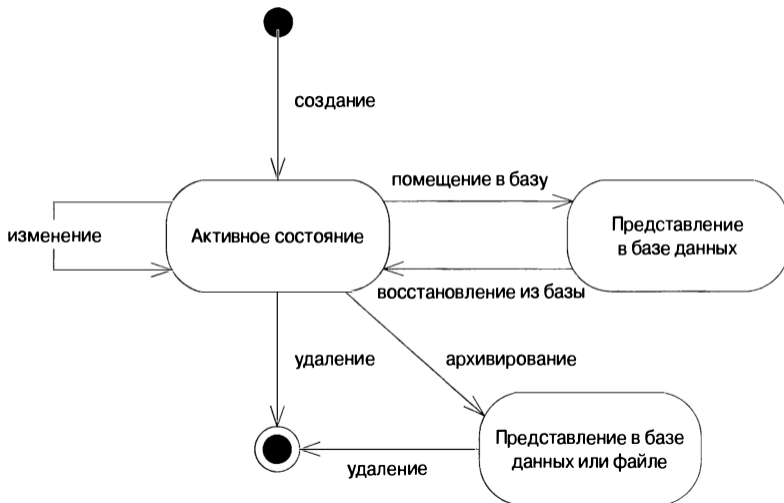 создание
помещение в базу
изменение
Активное состояние
Представление
в базе данных
восстановление из базы
удаление
архивирование
Представление в базе
данных или файле
удаление